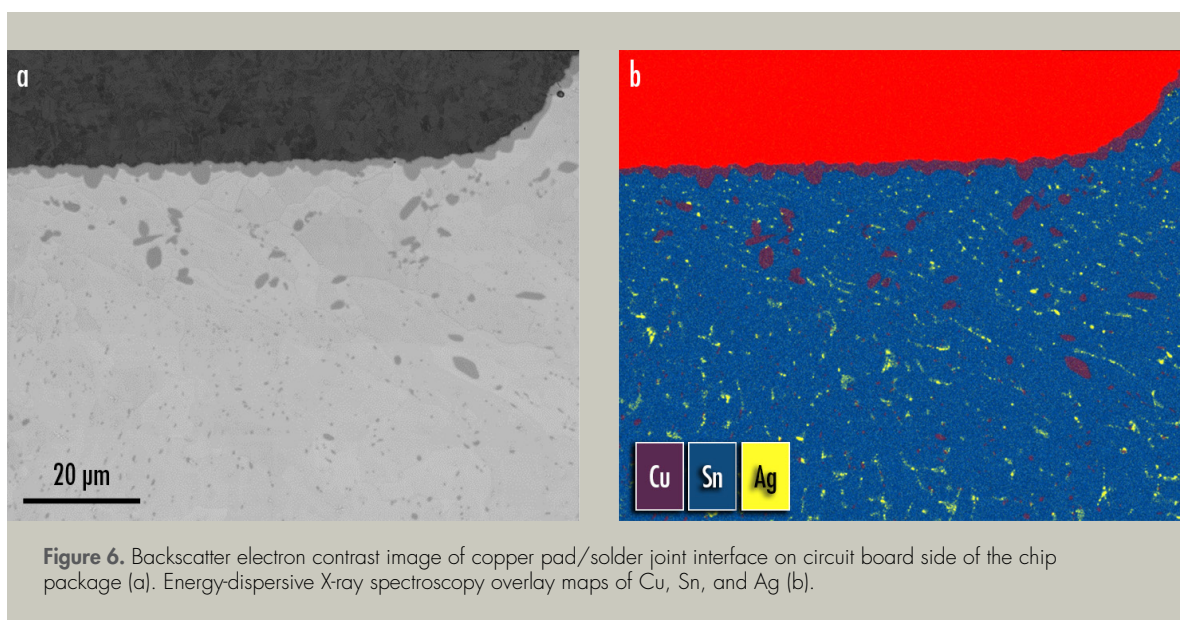 a
b
20 µm
Cu Sn Ag
Figure 6. Backscatter electron contrast image of copper pad/solder joint interface on circuit board side of the chip
package (a). Energy-dispersive X-ray spectroscopy overlay maps of Cu, Sn, and Ag (b).